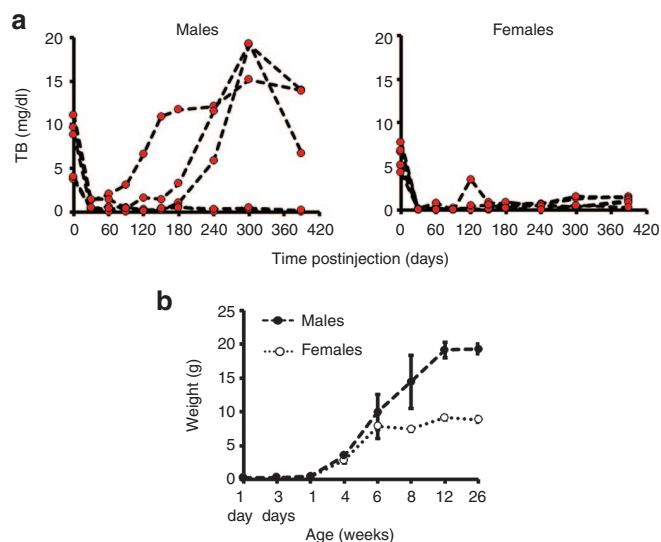 a
Males
Females
TB (mg/dl)
20
15
10
5
0
0 60 120 180 240 300 360 420
20
15
10
5
0
0 60 120 180 240 300 360 420
Time postinjection (days)
b
Weight (g)
25
20
15
10
5
0
Males
Females
1 3 1 4 6 8 12 26
day days
Age (weeks)